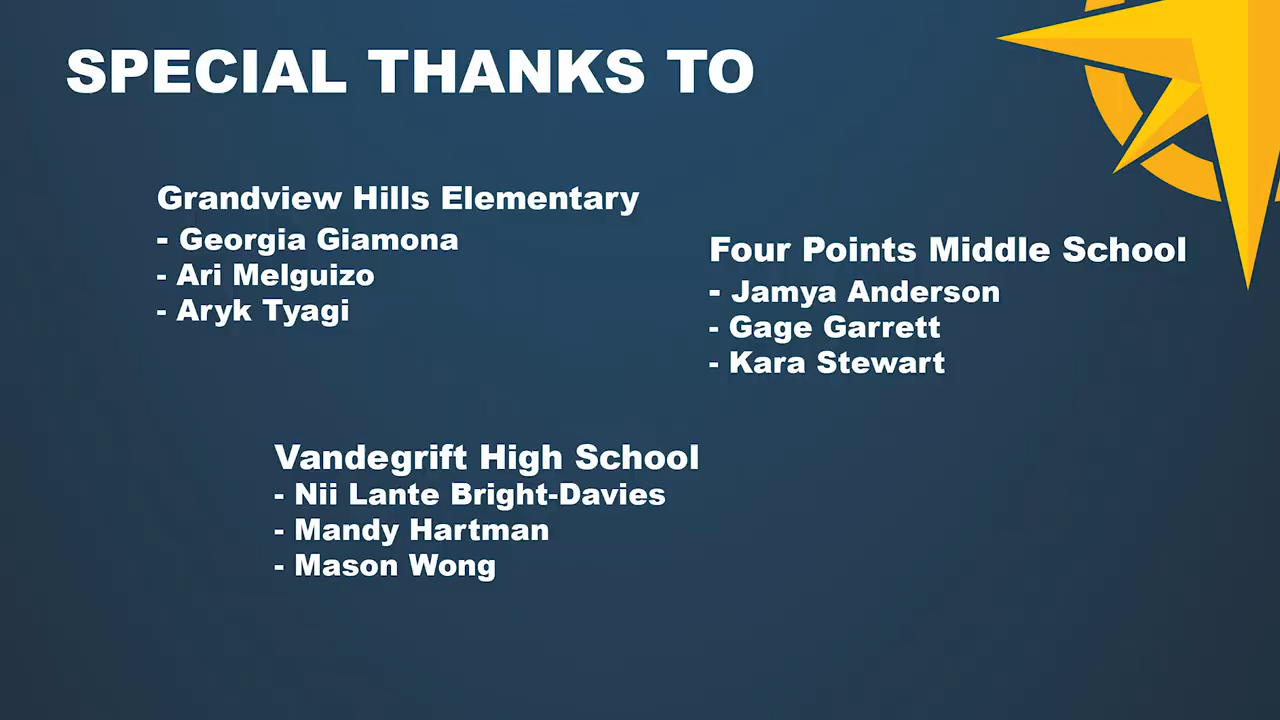 SPECIAL THANKS TO
Grandview Hills Elementary
- Georgia Giamona
- Ari Melguizo
- Aryk Tyagi
Four Points Middle School
- Jamya Anderson
- Gage Garrett
- Kara Stewart
Vandegrift High School
- Nii Lante Bright-Davies
- Mandy Hartman
- Mason Wong